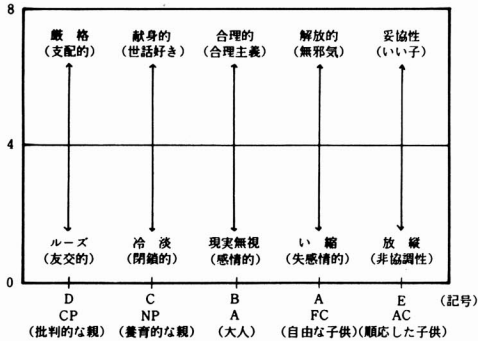 8
厳格 献身的 合理的 解放的 妥協性
(支配的) (世話好き) (合理主義) (無邪気) (いい子)
4
ルーズ 冷淡 現実無視 い縮 放縦
(友交的) (閉鎖的) (感情的) (失感情的) (非協調性)
0
D C B A E (記号)
CP NP A FC AC
(批判的な親) (養育的な親) (大人) (自由な子供) (順応した子供)